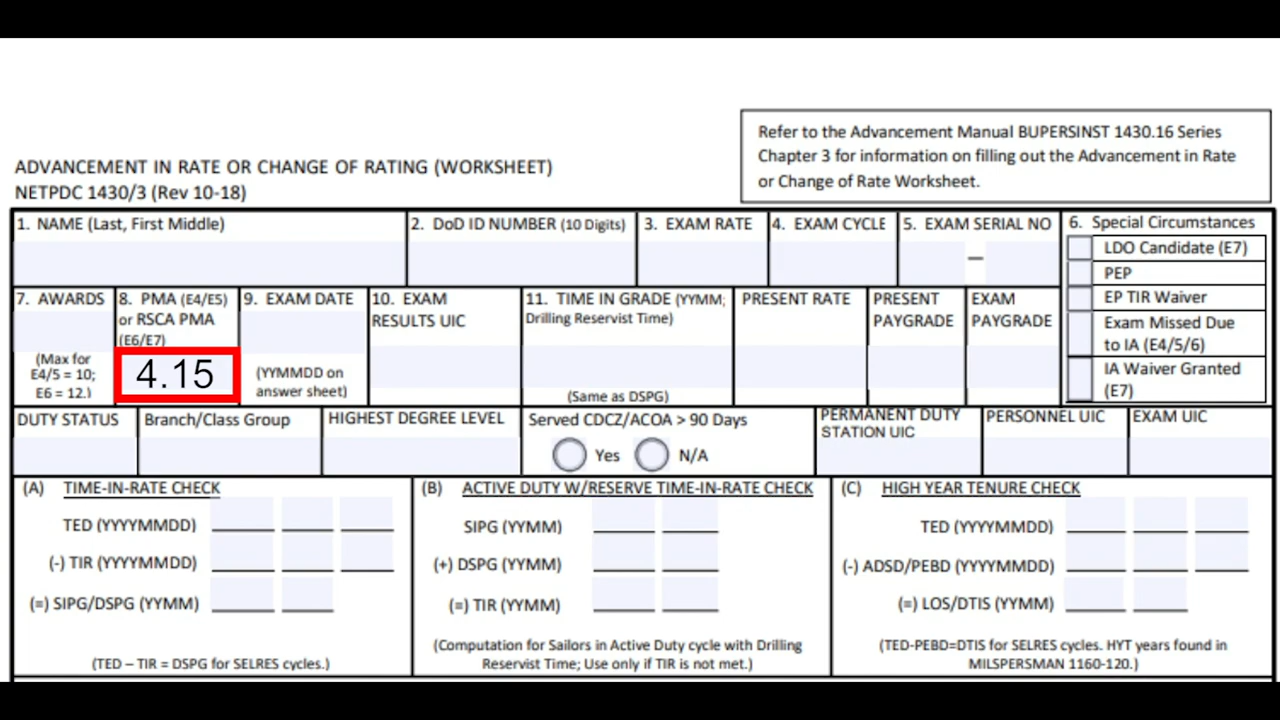 Refer to the Advancement Manual BUPERSINST 1430.16 Series
Chapter 3 for information on filling out the Advancement in Rate
or Change of Rate Worksheet.
ADVANCEMENT IN RATE OR CHANGE OF RATING (WORKSHEET)
NETPDC 1430/3 (Rev 10-18)
1. NAME (Last, First Middle)
2. DoD ID NUMBER (10 Digits)
3. EXAM RATE
4. EXAM CYCLE
5. EXAM SERIAL NO
–
6. Special Circumstances
LDO Candidate (E7)
PEP
EP TIR Waiver
Exam Missed Due
to IA (E4/5/6)
IA Waiver Granted
(E7)
7. AWARDS
(Max for
E4/5 = 10;
E6 = 12.)
8. PMA (E4/E5)
or RSCA PMA
(E6/E7)
4.15
9. EXAM DATE
(YYMMDD on
answer sheet)
10. EXAM
RESULTS UIC
11. TIME IN GRADE (YYMM;
Drilling Reservist Time)
(Same as DSPG)
PRESENT RATE
PRESENT
PAYGRADE
EXAM
PAYGRADE
DUTY STATUS
Branch/Class Group
HIGHEST DEGREE LEVEL
Served CDCZ/ACOA > 90 Days
Yes
N/A
PERMANENT DUTY
STATION UIC
PERSONNEL UIC
EXAM UIC
(A) TIME-IN-RATE CHECK
TED (YYYYMMDD)
(-) TIR (YYYYMMDD)
(=) SIPG/DSPG (YYMM)
(TED – TIR = DSPG for SELRES cycles.)
(B) ACTIVE DUTY W/RESERVE TIME-IN-RATE CHECK
SIPG (YYMM)
(+) DSPG (YYMM)
(=) TIR (YYMM)
(Computation for Sailors in Active Duty cycle with Drilling
Reservist Time; Use only if TIR is not met.)
(C) HIGH YEAR TENURE CHECK
TED (YYYYMMDD)
(-) ADSD/PEBD (YYYYMMDD)
(=) LOS/DTIS (YYMM)
(TED-PEBD=DTIS for SELRES cycles. HYT years found in
MILSPERSMAN 1160-120.)